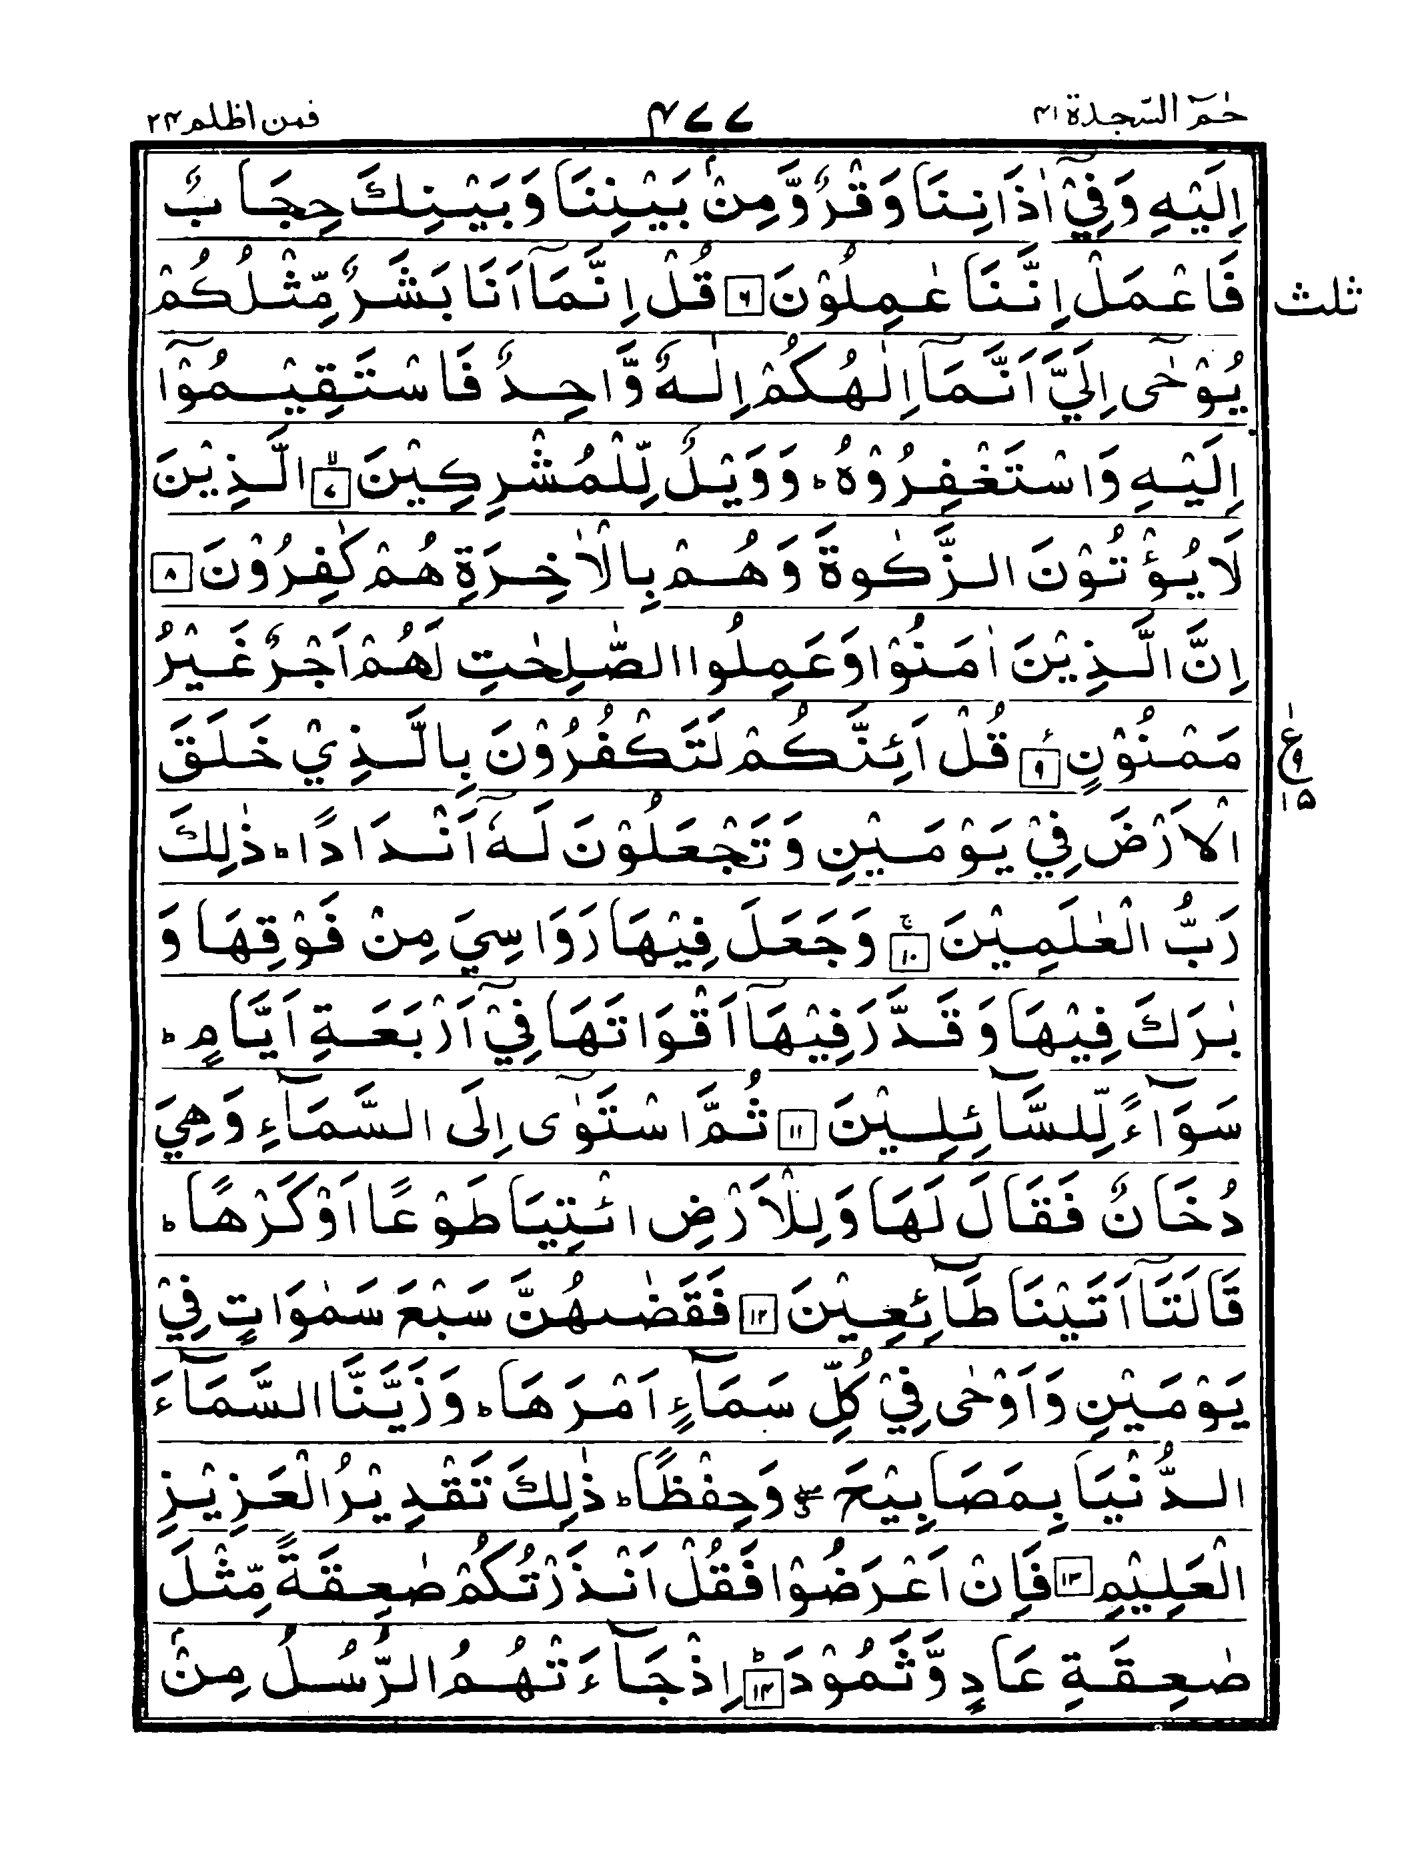 حٰمٓ السّجدة ٤١
٤٧٧
فمن اظلم ٢٤
اِلَيْهِ وَفِيْٓ اٰذَانِنَا وَقْرٌ وَّمِنْۢ بَيْنِنَا وَبَيْنِكَ حِجَابٌ
فَاعْمَلْ اِنَّنَا عٰمِلُوْنَ ٦ قُلْ اِنَّمَآ اَنَا بَشَرٌ مِّثْلُكُمْ
ثلث
يُوْحٰٓى اِلَيَّ اَنَّمَآ اِلٰهُكُمْ اِلٰهٌ وَّاحِدٌ فَاسْتَقِيْمُوْٓا
اِلَيْهِ وَاسْتَغْفِرُوْهُ ؕ وَوَيْلٌ لِّلْمُشْرِكِيْنَ ۙ ٧ الَّذِيْنَ
لَا يُؤْتُوْنَ الزَّكٰوةَ وَهُمْ بِالْاٰخِرَةِ هُمْ كٰفِرُوْنَ ٨
اِنَّ الَّذِيْنَ اٰمَنُوْا وَعَمِلُوا الصّٰلِحٰتِ لَهُمْ اَجْرٌ غَيْرُ
مَمْنُوْنٍ ٩ قُلْ اَئِنَّكُمْ لَتَكْفُرُوْنَ بِالَّذِيْ خَلَقَ
١
ع
٩
١٥
الْاَرْضَ فِيْ يَوْمَيْنِ وَتَجْعَلُوْنَ لَهٗٓ اَنْدَادًا ؕ ذٰلِكَ
رَبُّ الْعٰلَمِيْنَ ۚ ١٠ وَجَعَلَ فِيْهَا رَوَاسِيَ مِنْ فَوْقِهَا وَ
بٰرَكَ فِيْهَا وَقَدَّرَ فِيْهَآ اَقْوَاتَهَا فِيْٓ اَرْبَعَةِ اَيَّامٍ ؕ
سَوَآءً لِّلسَّآئِلِيْنَ ١١ ثُمَّ اسْتَوٰٓى اِلَى السَّمَآءِ وَهِيَ
دُخَانٌ فَقَالَ لَهَا وَلِلْاَرْضِ ائْتِيَا طَوْعًا اَوْ كَرْهًا ؕ
قَالَتَآ اَتَيْنَا طَآئِعِيْنَ ١٢ فَقَضٰىهُنَّ سَبْعَ سَمٰوَاتٍ فِيْ
يَوْمَيْنِ وَاَوْحٰى فِيْ كُلِّ سَمَآءٍ اَمْرَهَا ؕ وَزَيَّنَّا السَّمَآءَ
الدُّنْيَا بِمَصَابِيْحَ ۖ وَحِفْظًا ؕ ذٰلِكَ تَقْدِيْرُ الْعَزِيْزِ
الْعَلِيْمِ ١٣ فَاِنْ اَعْرَضُوْا فَقُلْ اَنْذَرْتُكُمْ صٰعِقَةً مِّثْلَ
صٰعِقَةِ عَادٍ وَّثَمُوْدَ ؕ ١٤ اِذْ جَآءَتْهُمُ الرُّسُلُ مِنْۢ